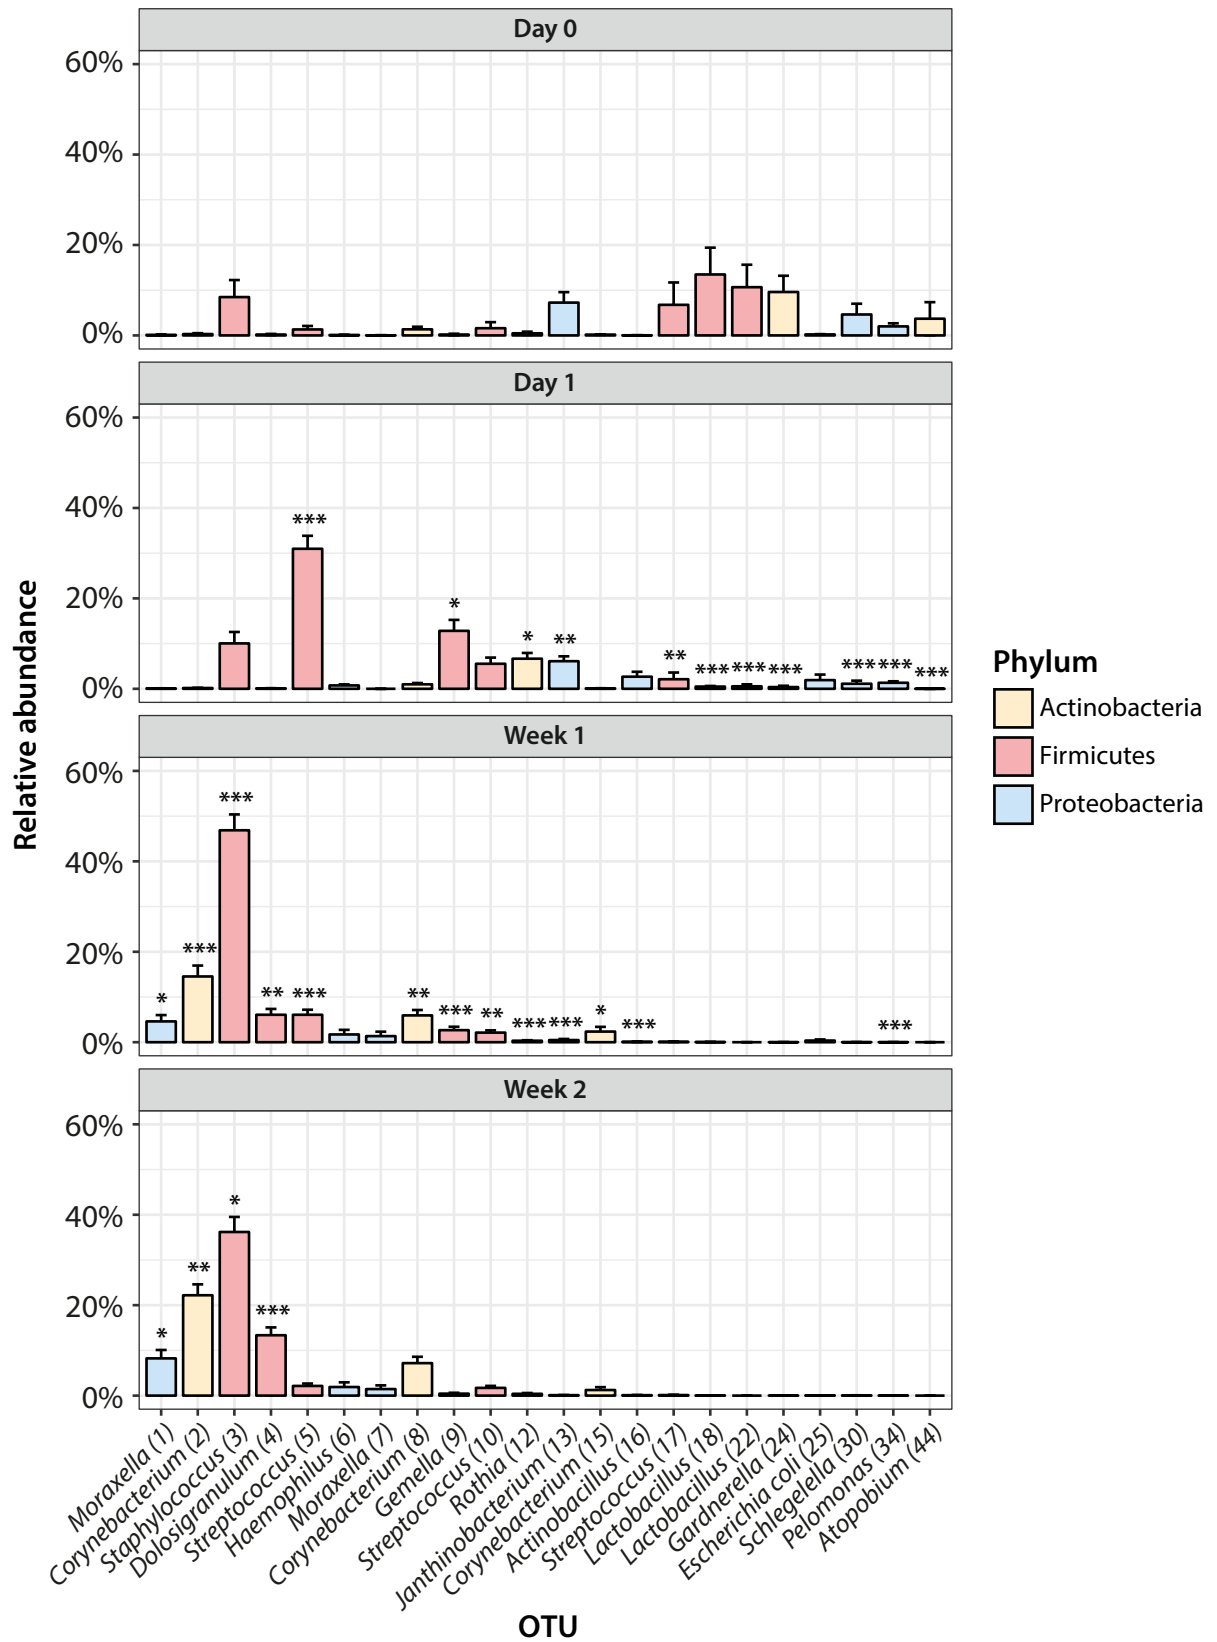 Day 0
60%
40%
20%
0%
Day 1
60%
40%
20%
0%
***
*
*
**
**
***
***
***
***
***
***
Week 1
60%
40%
20%
0%
*
***
***
**
***
**
***
**
***
***
*
***
***
Week 2
60%
40%
20%
0%
*
**
*
***
Relative abundance
Moraxella (1)
Corynebacterium (2)
Staphylococcus (3)
Dolosigranulum (4)
Streptococcus (5)
Haemophilus (6)
Moraxella (7)
Corynebacterium (8)
Gemella (9)
Streptococcus (10)
Rothia (12)
Janthinobacterium (13)
Corynebacterium (15)
Actinobacillus (16)
Streptococcus (17)
Lactobacillus (18)
Lactobacillus (22)
Gardnerella (24)
Escherichia coli (25)
Schlegelella (30)
Pelomonas (34)
Atopobium (44)
OTU
Phylum
Actinobacteria
Firmicutes
Proteobacteria